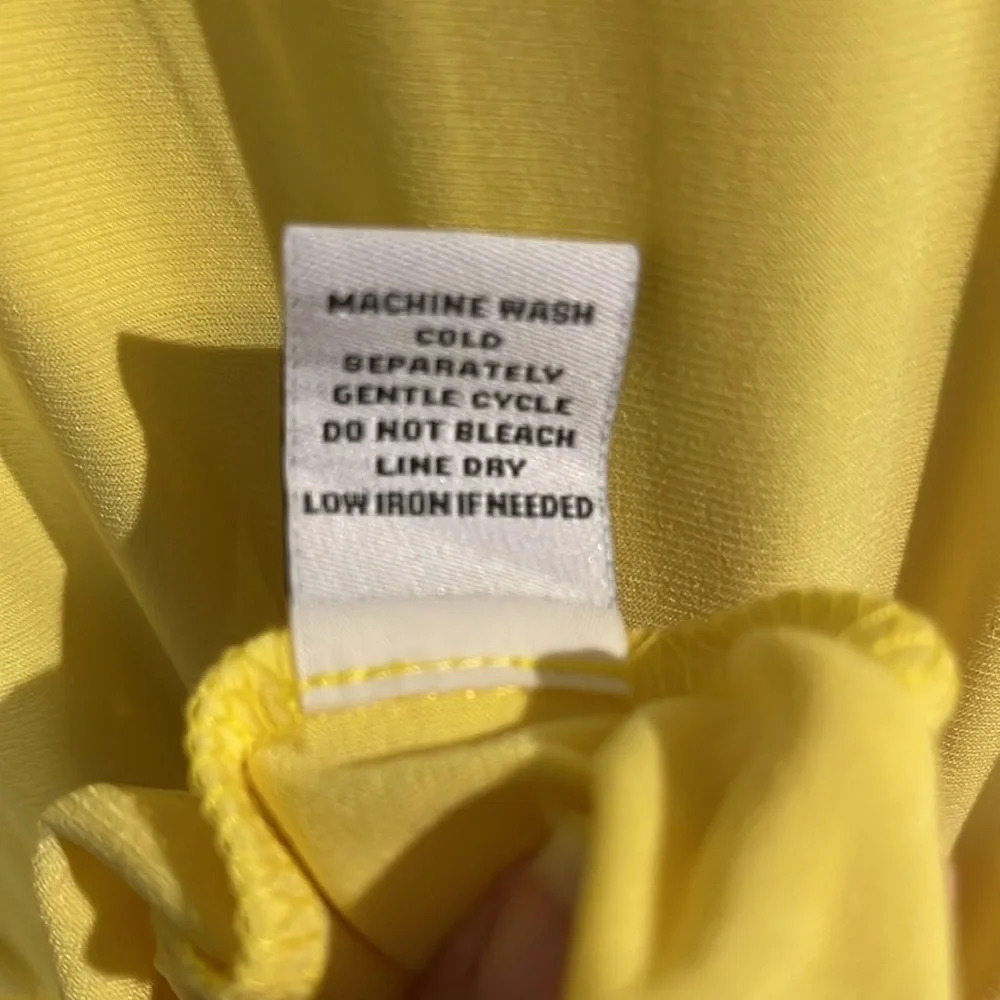 MACHINE WASH
COLD
SEPARATELY
GENTLE CYCLE
DO NOT BLEACH
LINE DRY
LOW IRON IF NEEDED